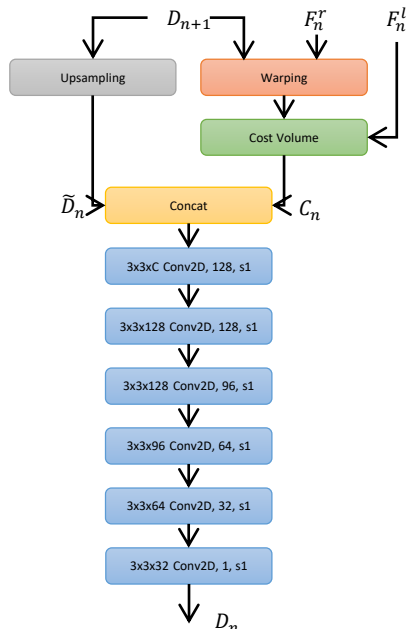 D_{n+1} F_n^r F_n^l
Upsampling Warping
Cost Volume
D̃_n Concat C_n
3x3xC Conv2D, 128, s1
3x3x128 Conv2D, 128, s1
3x3x128 Conv2D, 96, s1
3x3x96 Conv2D, 64, s1
3x3x64 Conv2D, 32, s1
3x3x32 Conv2D, 1, s1
D_n